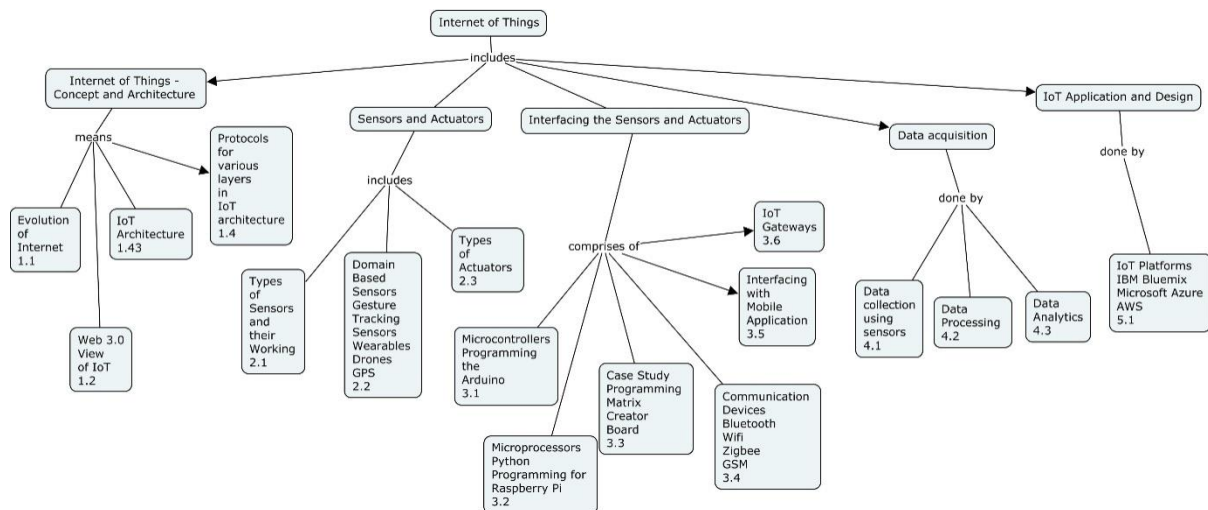 Internet of Things
includes
Internet of Things -
Concept and Architecture
means
Evolution
of
Internet
1.1
Web 3.0
View
of IoT
1.2
IoT
Architecture
1.43
Protocols
for
various
layers
in
IoT
architecture
1.4
Sensors and Actuators
includes
Types
of
Sensors
and
their
Working
2.1
Domain
Based
Sensors
Gesture
Tracking
Sensors
Wearables
Drones
GPS
2.2
Types
of
Actuators
2.3
Interfacing the Sensors and Actuators
comprises of
Microcontrollers
Programming
the
Arduino
3.1
Microprocessors
Python
Programming for
Raspberry Pi
3.2
Case Study
Programming
Matrix
Creator
Board
3.3
Communication
Devices
Bluetooth
Wifi
Zigbee
GSM
3.4
Interfacing
with
Mobile
Application
3.5
IoT
Gateways
3.6
Data acquisition
done by
Data
collection
using
sensors
4.1
Data
Processing
4.2
Data
Analytics
4.3
IoT Application and Design
done by
IoT Platforms
IBM Bluemix
Microsoft Azure
AWS
5.1